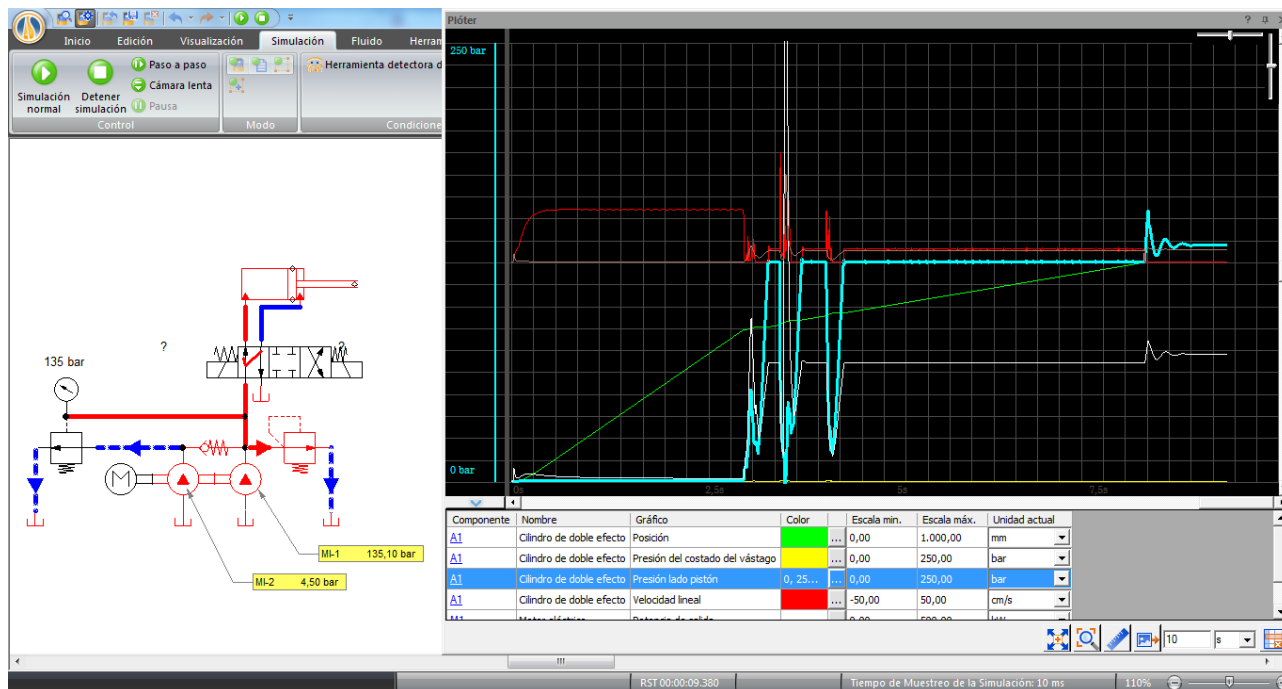 Inicio Edición Visualización Simulación Fluido Herram
Simulación normal
Detener simulación
Paso a paso
Cámara lenta
Pausa
Herramienta detectora d
Control Modo Condicione
Plóter
250 bar
0 bar
0s 2,5s 5s 7,5s
?
?
135 bar
M
MI-1 135,10 bar
MI-2 4,50 bar
Componente Nombre Gráfico Color Escala min. Escala máx. Unidad actual
A1 Cilindro de doble efecto Posición ... 0,00 1.000,00 mm
A1 Cilindro de doble efecto Presión del costado del vástago ... 0,00 250,00 bar
A1 Cilindro de doble efecto Presión lado pistón 0, 25... ... 0,00 250,00 bar
A1 Cilindro de doble efecto Velocidad lineal ... -50,00 50,00 cm/s
10 s
RST 00:00:09.380 Tiempo de Muestreo de la Simulación: 10 ms 110%